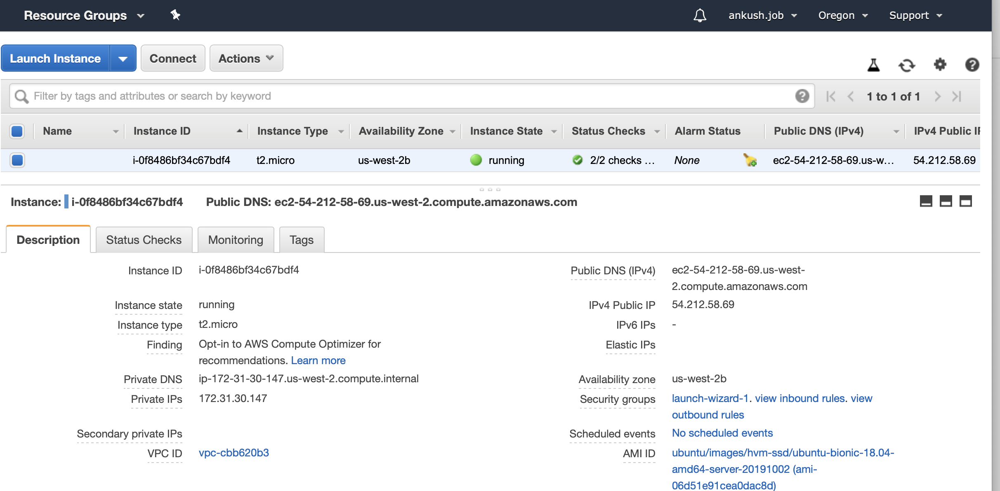 Resource Groups ankush.job Oregon Support
Launch Instance Connect Actions
Filter by tags and attributes or search by keyword 1 to 1 of 1
Name Instance ID Instance Type Availability Zone Instance State Status Checks Alarm Status Public DNS (IPv4) IPv4 Public IP
i-0f8486bf34c67bdf4 t2.micro us-west-2b running 2/2 checks ... None ec2-54-212-58-69.us-w... 54.212.58.69
Instance: i-0f8486bf34c67bdf4 Public DNS: ec2-54-212-58-69.us-west-2.compute.amazonaws.com
Description Status Checks Monitoring Tags
Instance ID i-0f8486bf34c67bdf4
Public DNS (IPv4) ec2-54-212-58-69.us-west-
2.compute.amazonaws.com
Instance state running
IPv4 Public IP 54.212.58.69
Instance type t2.micro
IPv6 IPs -
Finding Opt-in to AWS Compute Optimizer for
recommendations. Learn more
Elastic IPs
Private DNS ip-172-31-30-147.us-west-2.compute.internal
Availability zone us-west-2b
Private IPs 172.31.30.147
Security groups launch-wizard-1. view inbound rules. view
outbound rules
Secondary private IPs
Scheduled events No scheduled events
VPC ID vpc-cbb620b3
AMI ID ubuntu/images/hvm-ssd/ubuntu-bionic-18.04-
amd64-server-20191002 (ami-
06d51e91cea0dac8d)